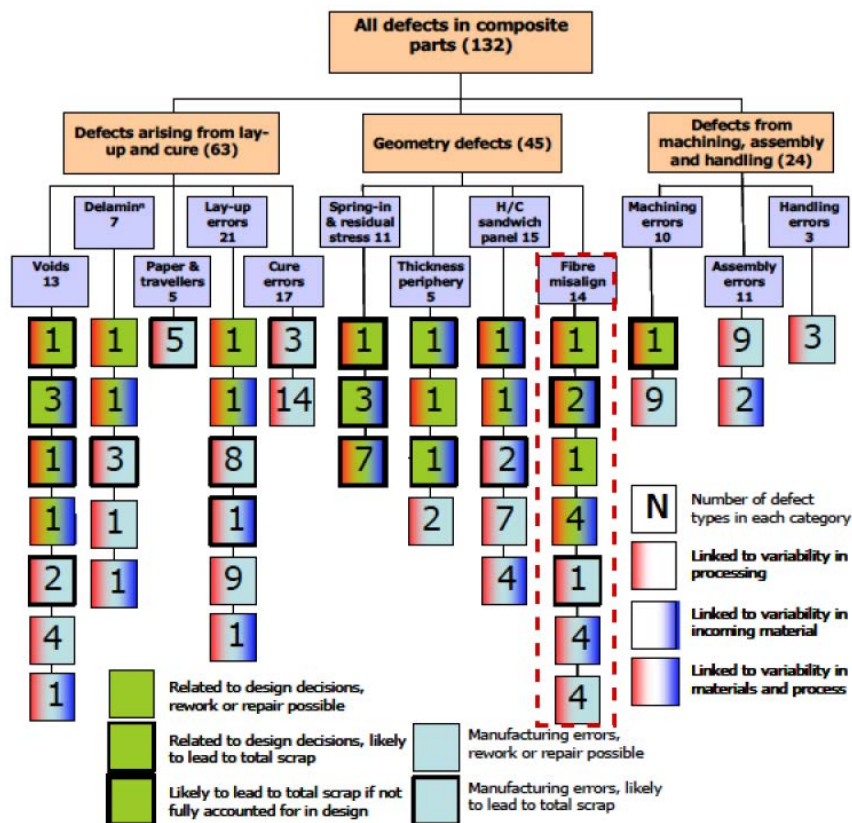 All defects in composite
parts (132)
Defects arising from lay-
up and cure (63)
Geometry defects (45)
Defects from
machining, assembly
and handling (24)
Voids
13
Delaminⁿ
7
Paper &
travellers
5
Lay-up
errors
21
Cure
errors
17
Spring-in
& residual
stress 11
Thickness
periphery
5
H/C
sandwich
panel 15
Fibre
misalign
14
Machining
errors
10
Assembly
errors
11
Handling
errors
3
1
3
1
1
2
4
1
1
1
3
1
1
5
1
1
8
1
9
1
3
14
1
3
7
1
1
1
2
1
1
2
7
4
1
2
1
4
1
4
4
1
9
9
2
3
N
Number of defect
types in each category
Linked to variability in
processing
Linked to variability in
incoming material
Linked to variability in
materials and process
Related to design decisions,
rework or repair possible
Related to design decisions, likely
to lead to total scrap
Likely to lead to total scrap if not
fully accounted for in design
Manufacturing errors,
rework or repair possible
Manufacturing errors, likely
to lead to total scrap